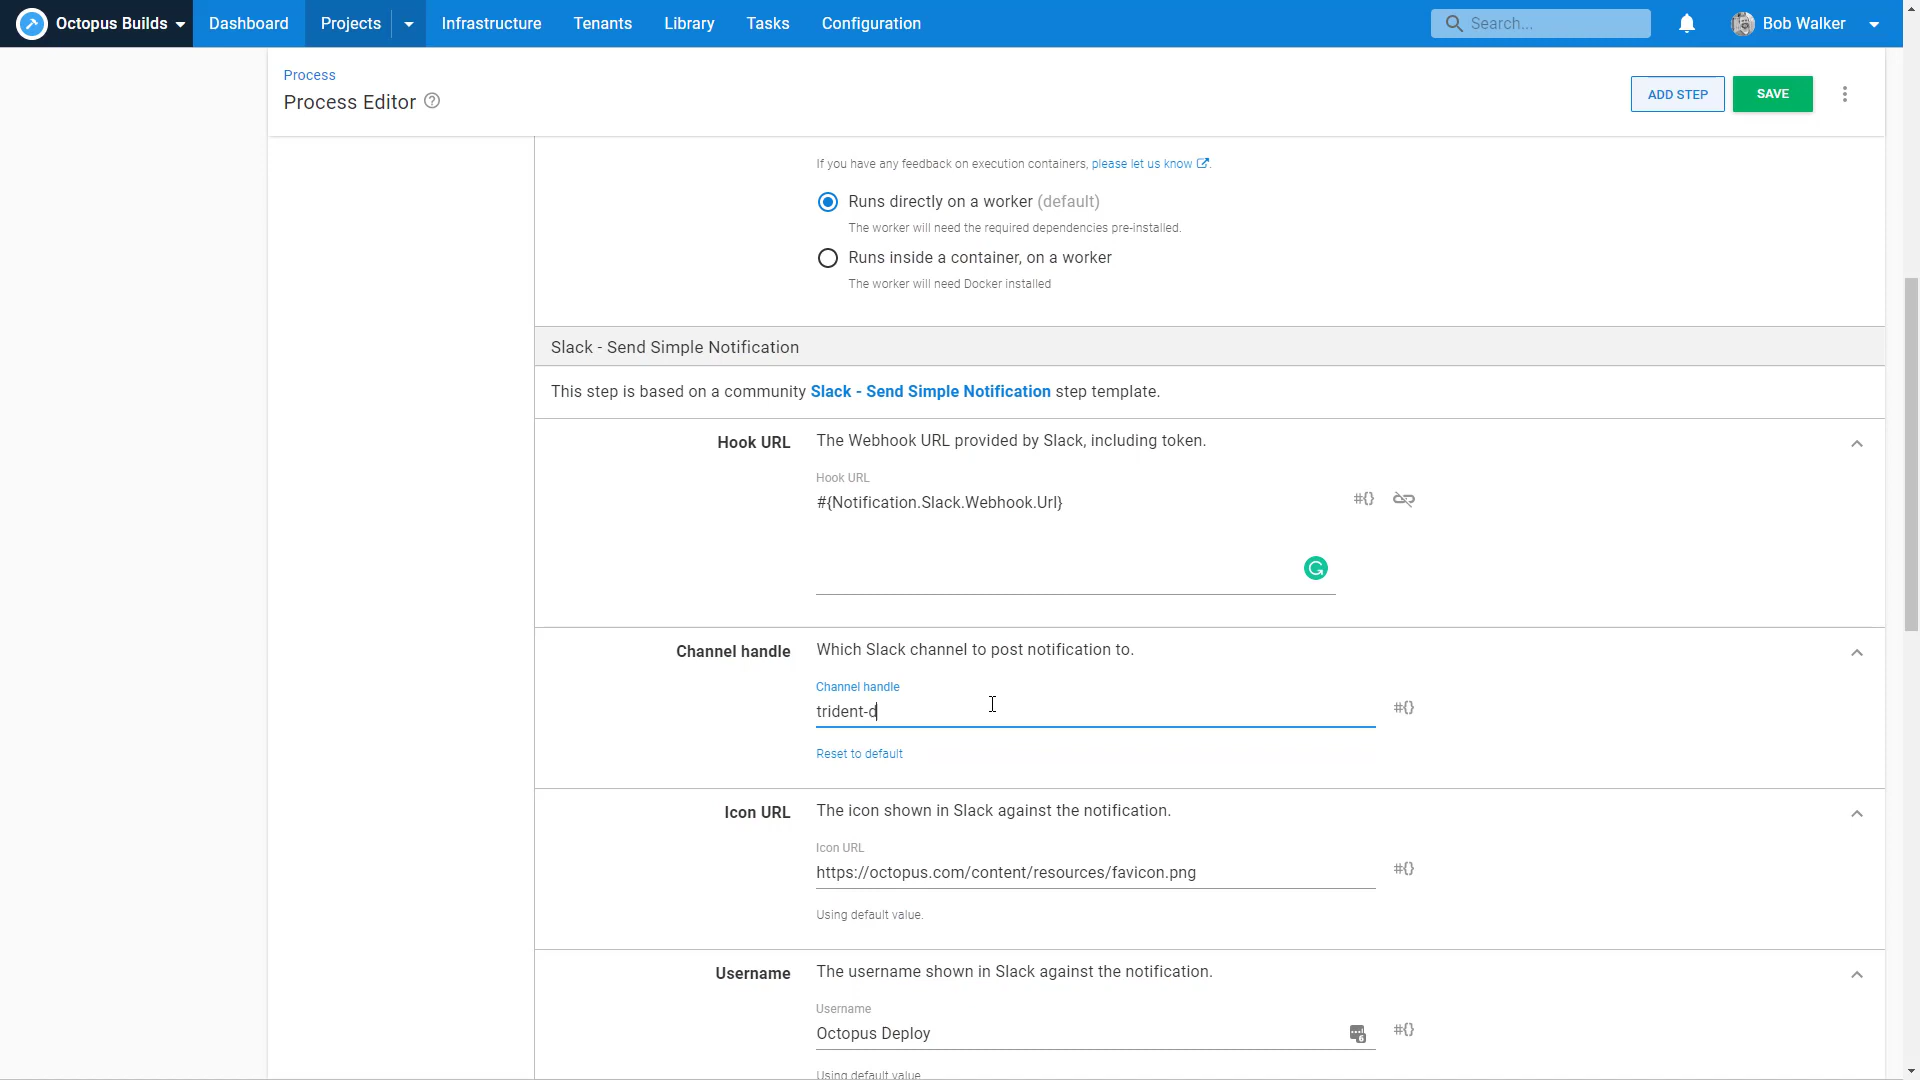 Octopus Builds Dashboard Projects Infrastructure Tenants Library Tasks Configuration Search... Bob Walker
Process
Process Editor
ADD STEP SAVE
If you have any feedback on execution containers, please let us know.
Runs directly on a worker (default)
The worker will need the required dependencies pre-installed.
Runs inside a container, on a worker
The worker will need Docker installed
Slack - Send Simple Notification
This step is based on a community Slack - Send Simple Notification step template.
Hook URL The Webhook URL provided by Slack, including token.
Hook URL
#{Notification.Slack.Webhook.Url} #{}
Channel handle Which Slack channel to post notification to.
Channel handle
trident-d #{}
Reset to default
Icon URL The icon shown in Slack against the notification.
Icon URL
https://octopus.com/content/resources/favicon.png #{}
Using default value.
Username The username shown in Slack against the notification.
Username
Octopus Deploy #{}
Using default value